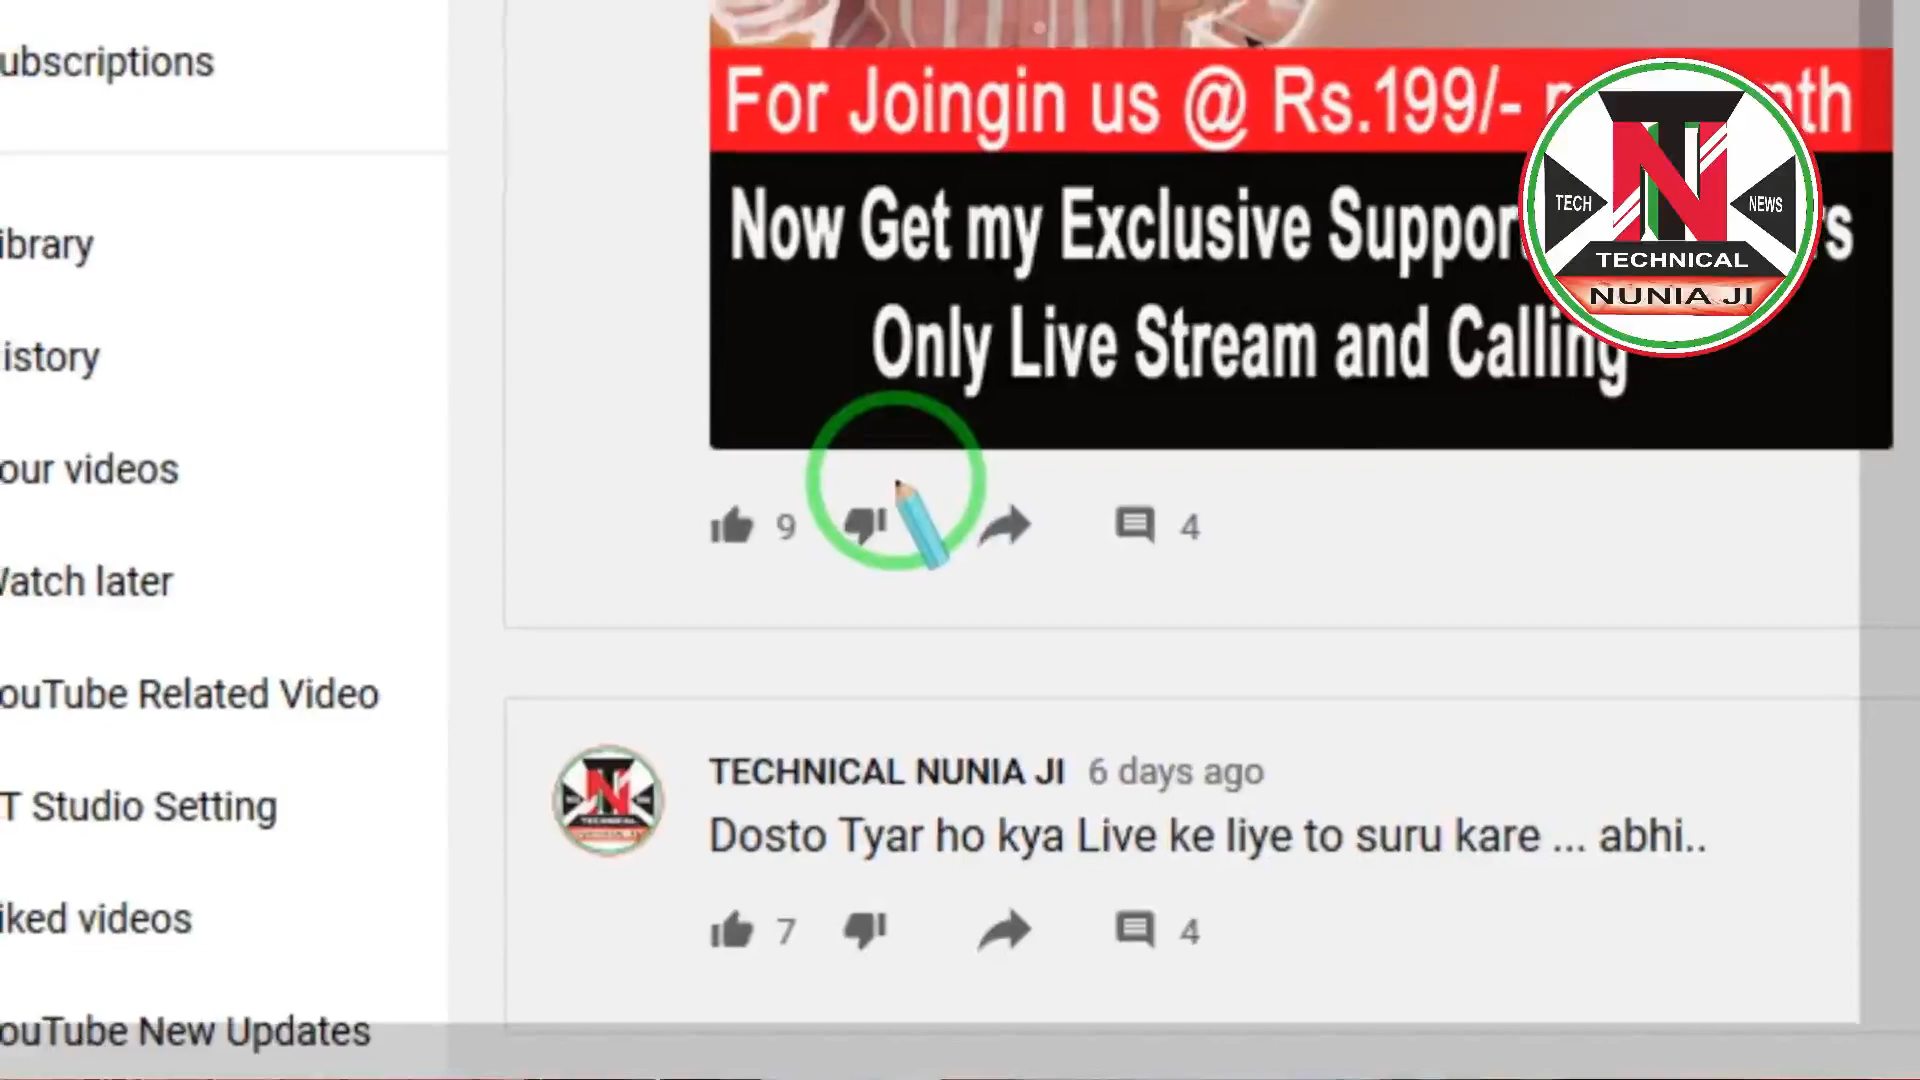 ubscriptions
ibrary
istory
our videos
Watch later
ouTube Related Video
T Studio Setting
iked videos
ouTube New Updates
For Joingin us @ Rs.199/-
Now Get my Exclusive Suppor
Only Live Stream and Calling
TECH
NEWS
TECHNICAL
NUNIA JI
9
4
TECHNICAL NUNIA JI 6 days ago
Dosto Tyar ho kya Live ke liye to suru kare ... abhi..
7
4